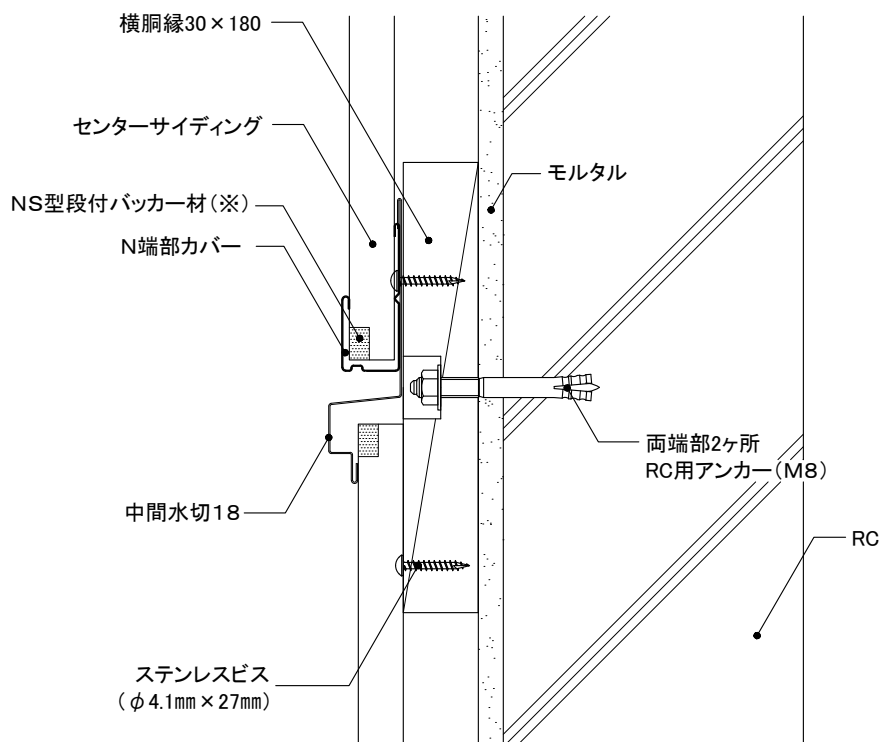 横胴縁30×180
センターサイディング
モルタル
NS型段付バッカー材(※)
N端部カバー
両端部2ヶ所
RC用アンカー(M8)
中間水切18
RC
ステンレスビス
(φ4.1mm×27mm)